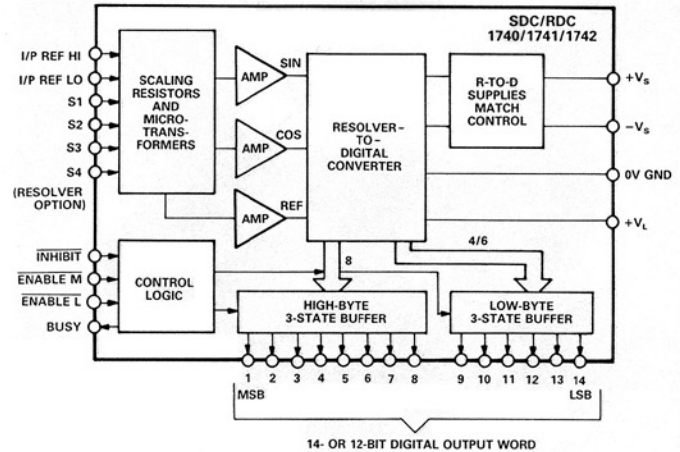 SDC/RDC
1740/1741/1742
I/P REF HI
I/P REF LO
S1
S2
S3
S4
(RESOLVER
OPTION)
SCALING
RESISTORS
AND
MICRO-
TRANS-
FORMERS
AMP
SIN
AMP
COS
AMP
REF
RESOLVER-
TO-
DIGITAL
CONVERTER
R-TO-D
SUPPLIES
MATCH
CONTROL
+VS
-VS
0V GND
+VL
INHIBIT
ENABLE M
ENABLE L
BUSY
CONTROL
LOGIC
8
4/6
HIGH-BYTE
3-STATE BUFFER
LOW-BYTE
3-STATE BUFFER
1 2 3 4 5 6 7 8 9 10 11 12 13 14
MSB LSB
14- OR 12-BIT DIGITAL OUTPUT WORD